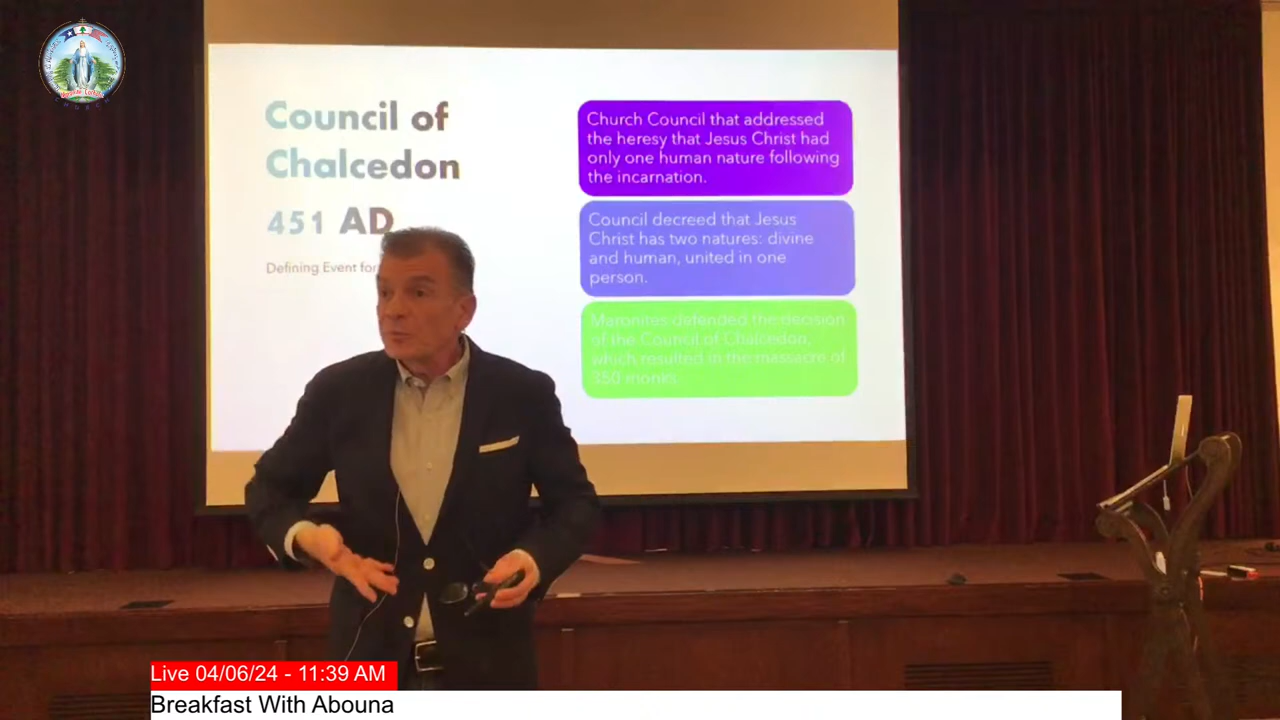 Council of
Chalcedon
451 AD
Defining Event for
Church Council that addressed
the heresy that Jesus Christ had
only one human nature following
the incarnation.
Council decreed that Jesus
Christ has two natures: divine
and human, united in one
person.
Maronites defended the decision
of the Council of Chalcedon,
which resulted in the massacre of
350 monks.
Live 04/06/24 - 11:39 AM
Breakfast With Abouna